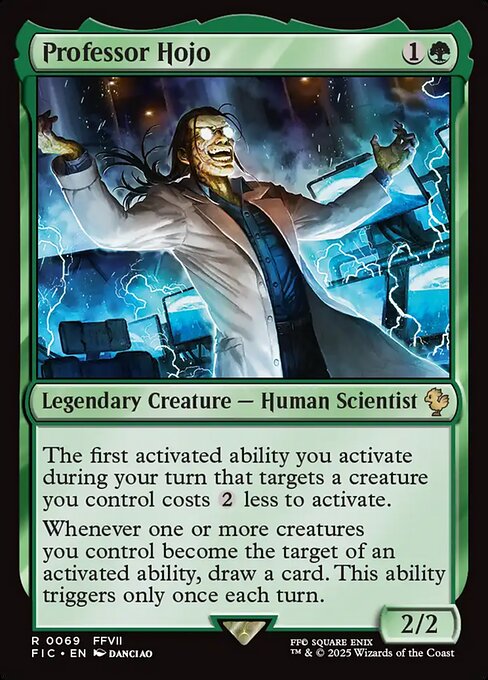 Professor Hojo 1
Legendary Creature — Human Scientist
The first activated ability you activate
during your turn that targets a creature
you control costs 2 less to activate.
Whenever one or more creatures
you control become the target of an
activated ability, draw a card. This ability
triggers only once each turn.
2/2
R 0069 FFVII
FIC • EN DANCIAO
FF© SQUARE ENIX
™ & © 2025 Wizards of the Coast